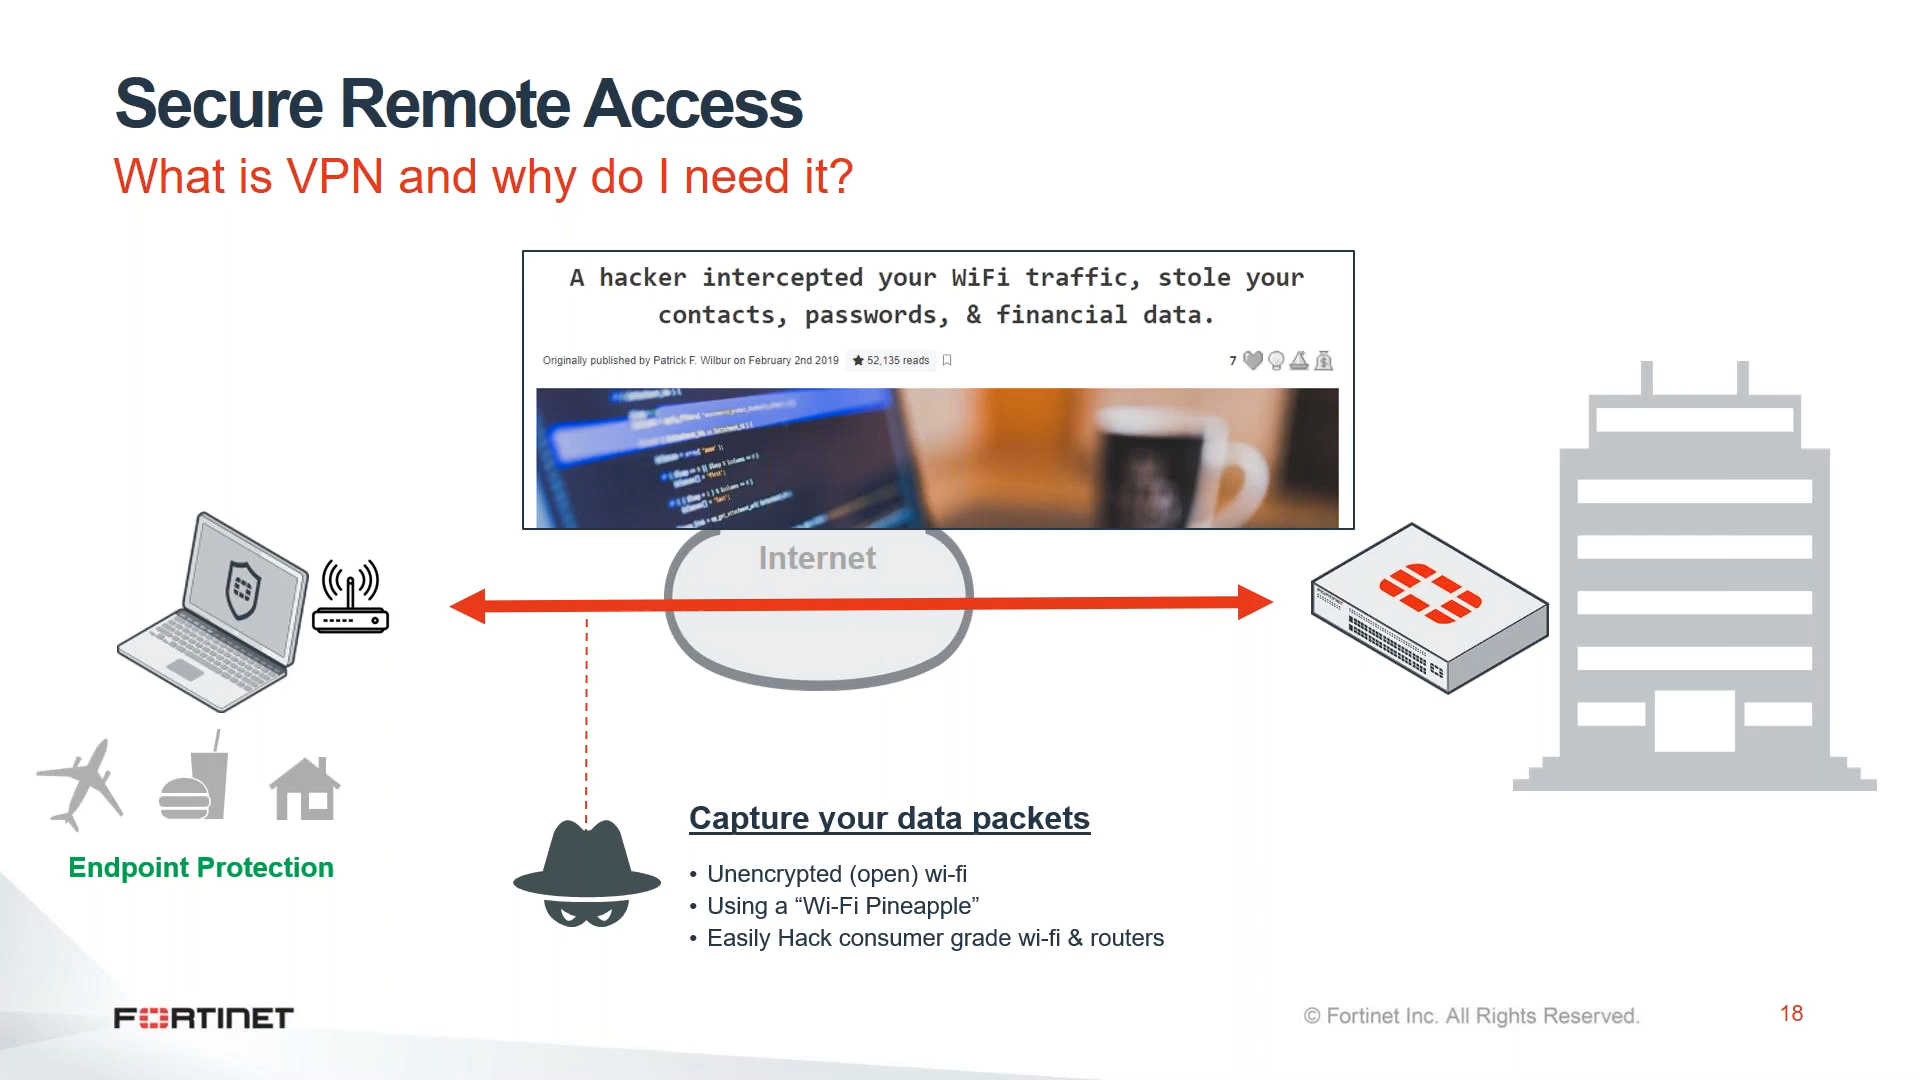 Secure Remote Access
What is VPN and why do I need it?
A hacker intercepted your WiFi traffic, stole your
contacts, passwords, & financial data.
Originally published by Patrick F. Wilbur on February 2nd 2019 ★ 52,135 reads
7
Internet
Endpoint Protection
Capture your data packets
• Unencrypted (open) wi-fi
• Using a “Wi-Fi Pineapple”
• Easily Hack consumer grade wi-fi & routers
FORTINET
© Fortinet Inc. All Rights Reserved.
18